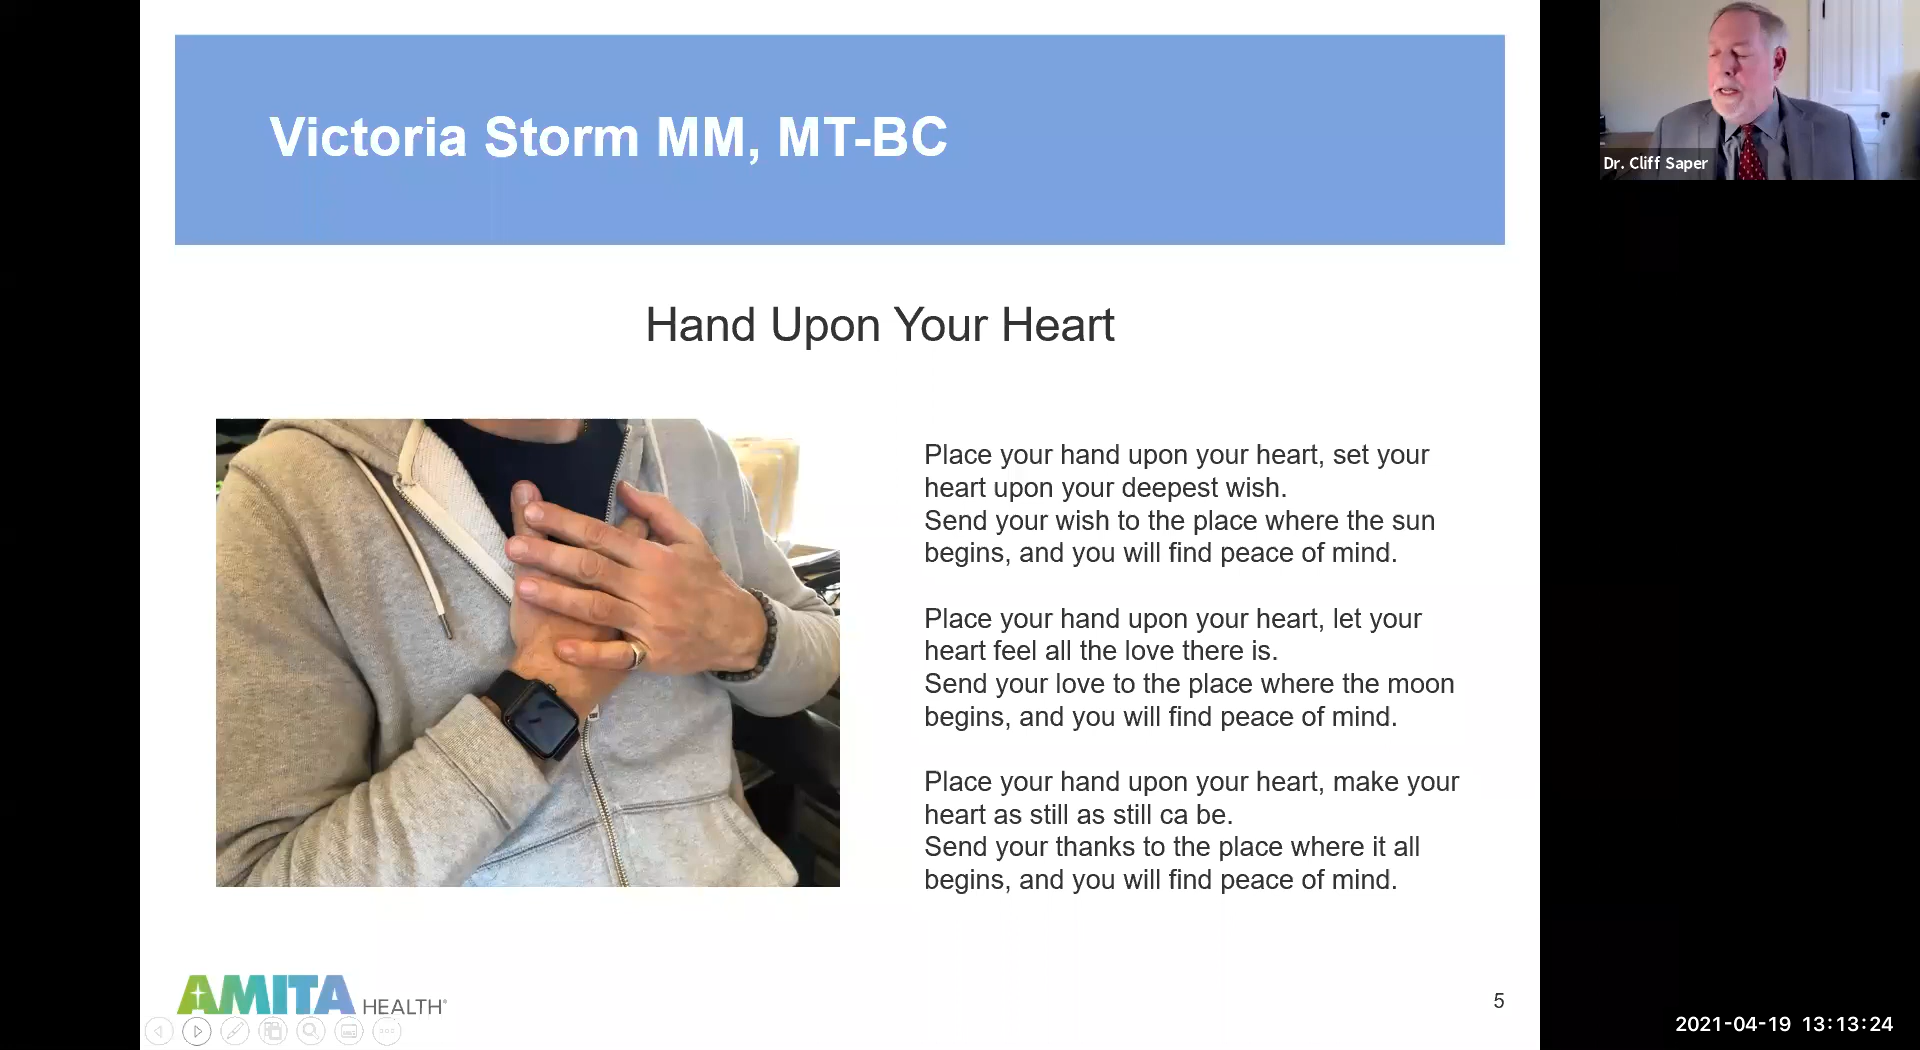 Victoria Storm MM, MT-BC
Dr. Cliff Saper
Hand Upon Your Heart
Place your hand upon your heart, set your
heart upon your deepest wish.
Send your wish to the place where the sun
begins, and you will find peace of mind.
Place your hand upon your heart, let your
heart feel all the love there is.
Send your love to the place where the moon
begins, and you will find peace of mind.
Place your hand upon your heart, make your
heart as still as still ca be.
Send your thanks to the place where it all
begins, and you will find peace of mind.
AMITA HEALTH®
5
2021-04-19 13:13:24